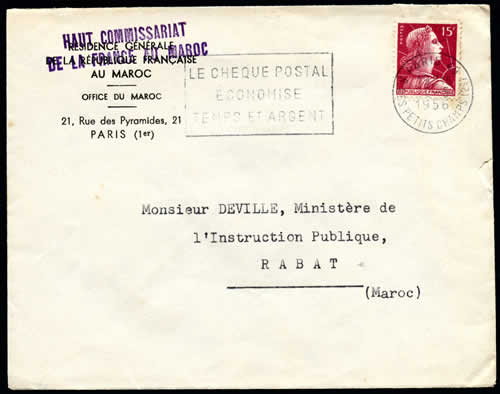 HAUT COMMISSARIAT
DE LA FRANCE AU MAROC
RÉSIDENCE GÉNÉRALE
DE LA RÉPUBLIQUE FRANÇAISE
AU MAROC
OFFICE DU MAROC
21, Rue des Pyramides, 21
PARIS (1er)
LE CHEQUE POSTAL
ECONOMISE
TEMPS ET ARGENT
POSTES
15F
REPUBLIQUE FRANÇAISE
1956
PETITS CHAMPS (2E)
Monsieur DEVILLE, Ministère de
l'Instruction Publique,
RABAT
(Maroc)